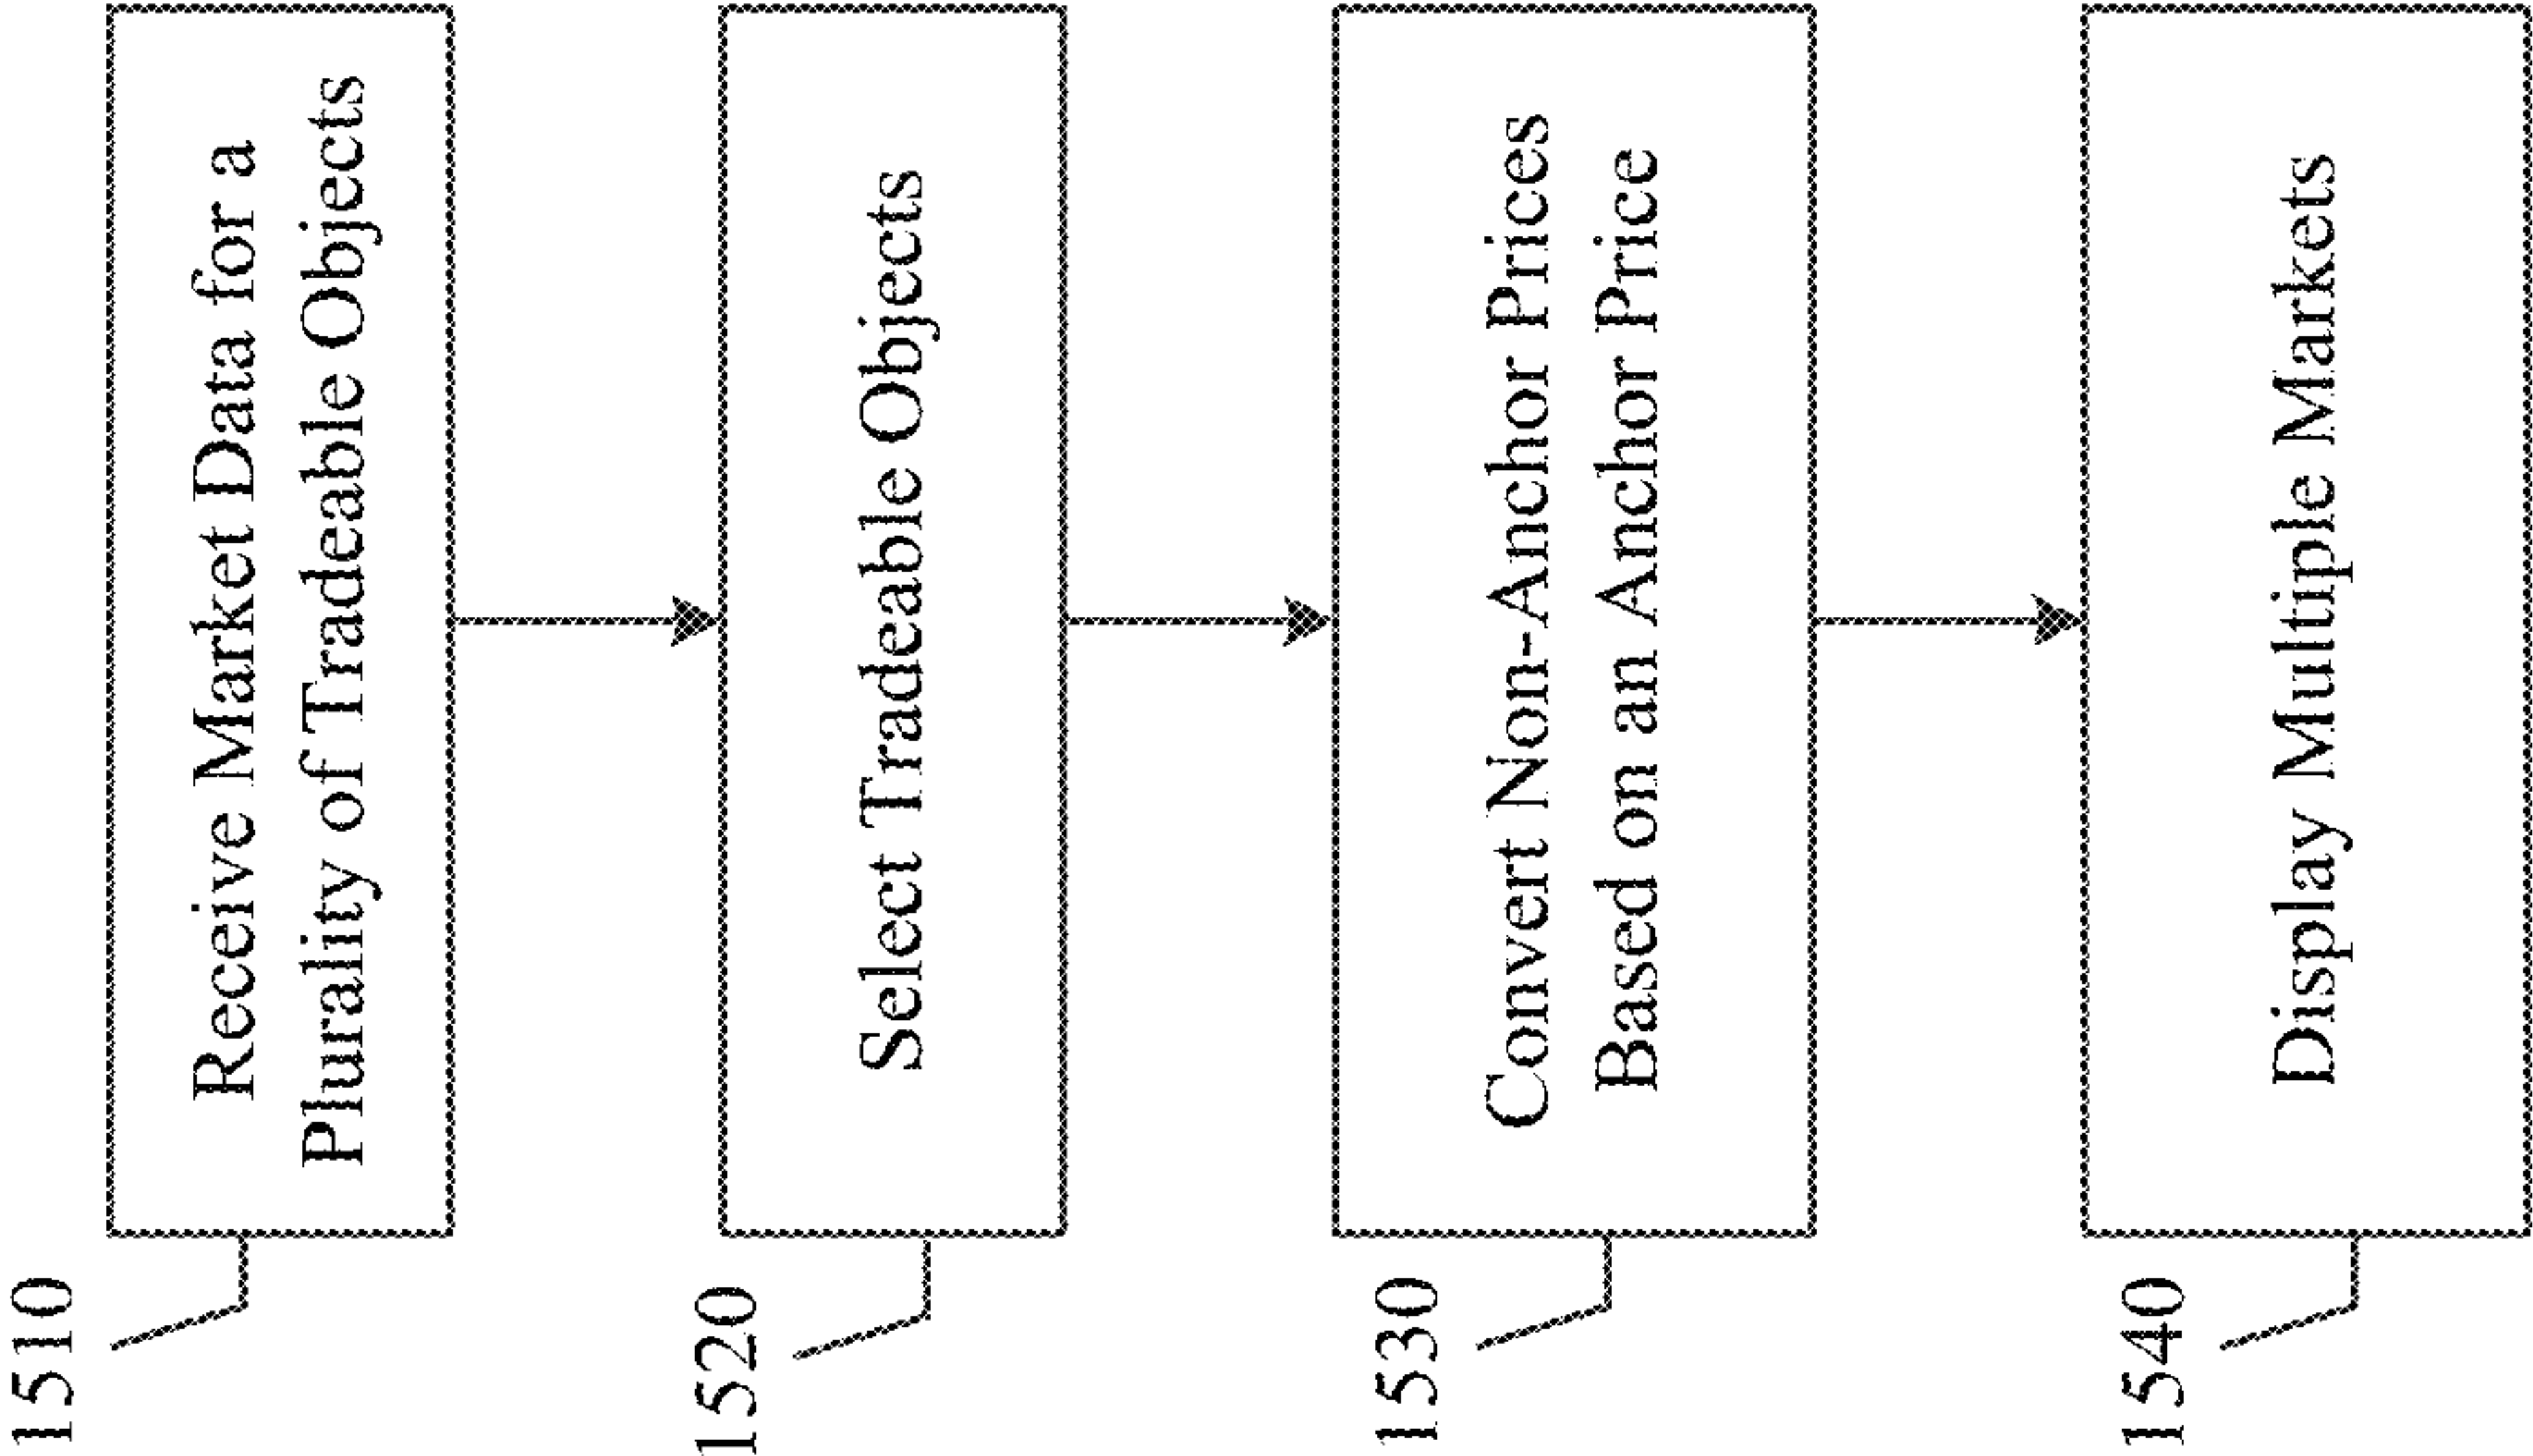 1510
Receive Market Data for a
Plurality of Tradeable Objects
1520
Select Tradeable Objects
1530
Convert Non-Anchor Prices
Based on an Anchor Price
1540
Display Multiple Markets